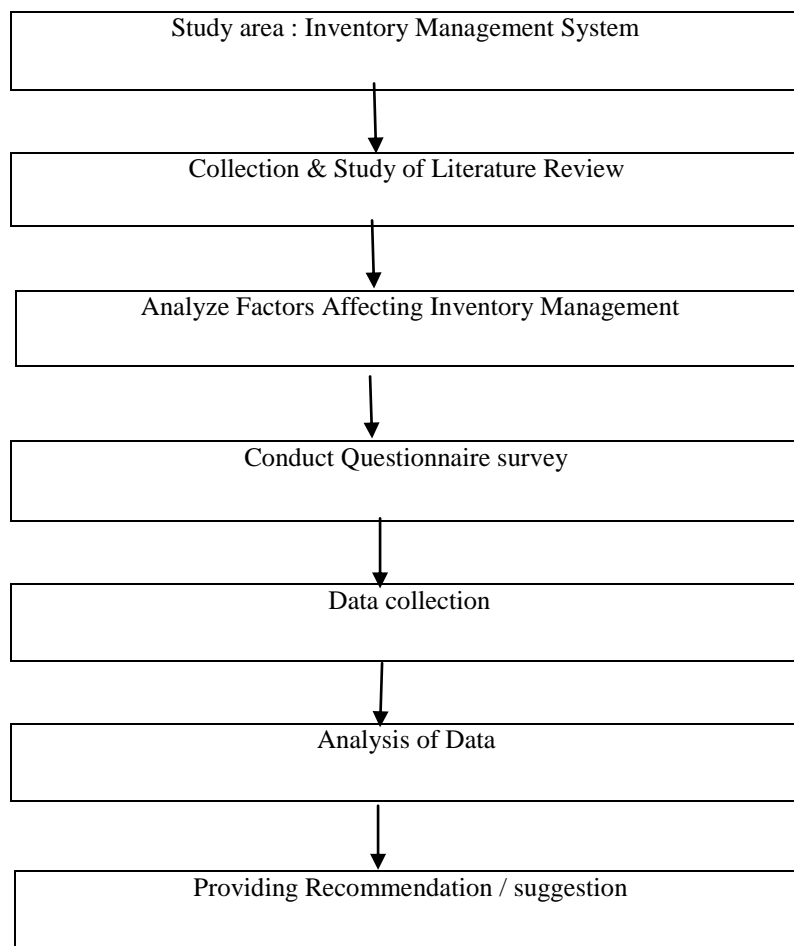 Study area : Inventory Management System
Collection & Study of Literature Review
Analyze Factors Affecting Inventory Management
Conduct Questionnaire survey
Data collection
Analysis of Data
Providing Recommendation / suggestion